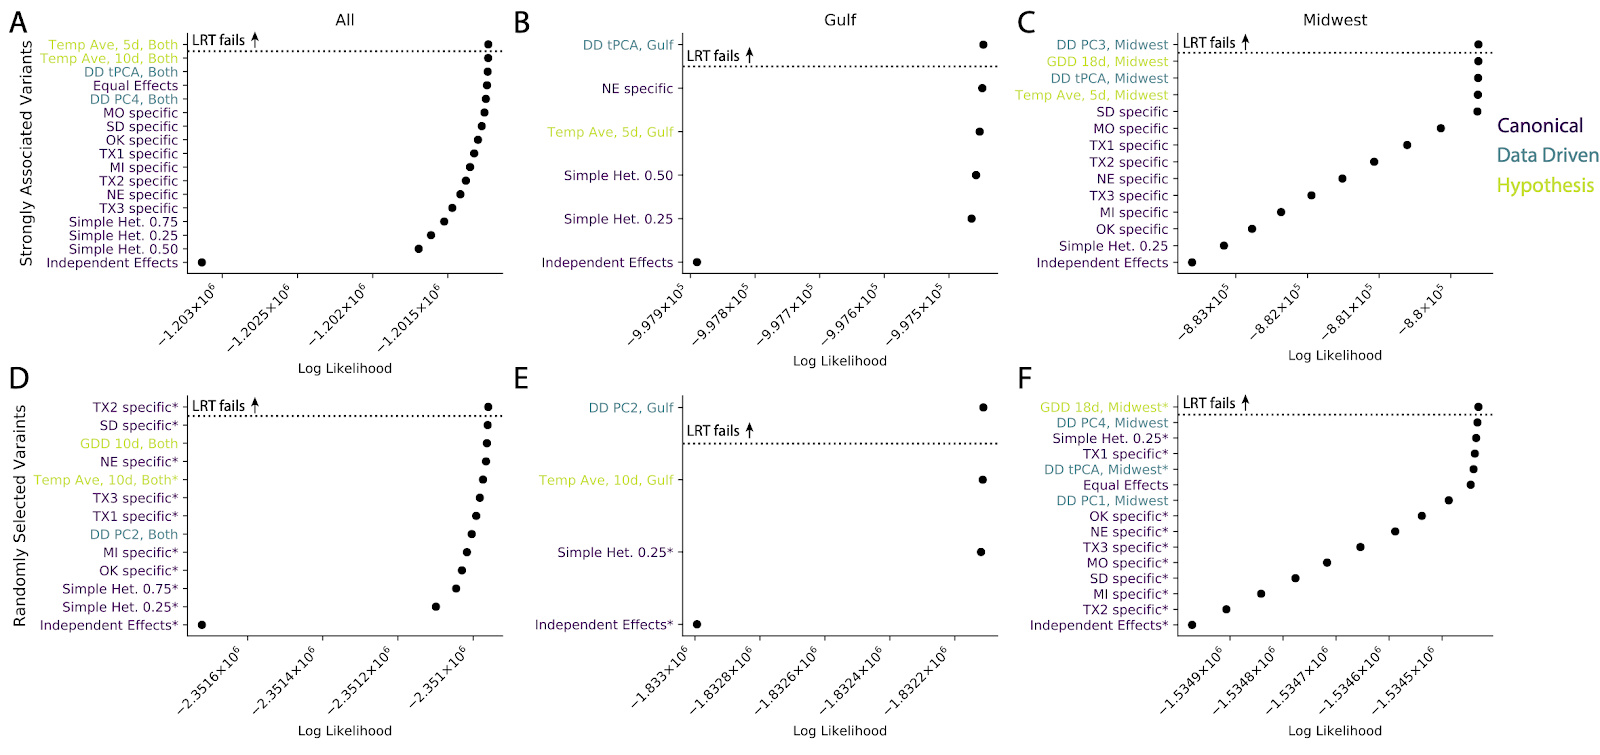 A
All
Strongly Associated Variants
LRT fails ↑
Temp Ave, 5d, Both
Temp Ave, 10d, Both
DD tPCA, Both
Equal Effects
DD PC4, Both
MO specific
SD specific
OK specific
TX1 specific
MI specific
TX2 specific
NE specific
TX3 specific
Simple Het. 0.75
Simple Het. 0.25
Simple Het. 0.50
Independent Effects
−1.203×10⁶
−1.2025×10⁶
−1.202×10⁶
−1.2015×10⁶
Log Likelihood
B
Gulf
DD tPCA, Gulf
LRT fails ↑
NE specific
Temp Ave, 5d, Gulf
Simple Het. 0.50
Simple Het. 0.25
Independent Effects
−9.979×10⁵
−9.978×10⁵
−9.977×10⁵
−9.976×10⁵
−9.975×10⁵
Log Likelihood
C
Midwest
LRT fails ↑
DD PC3, Midwest
GDD 18d, Midwest
DD tPCA, Midwest
Temp Ave, 5d, Midwest
SD specific
MO specific
TX1 specific
TX2 specific
NE specific
TX3 specific
MI specific
OK specific
Simple Het. 0.25
Independent Effects
−8.83×10⁵
−8.82×10⁵
−8.81×10⁵
−8.8×10⁵
Log Likelihood
Canonical
Data Driven
Hypothesis
D
Randomly Selected Varaints
LRT fails ↑
TX2 specific*
SD specific*
GDD 10d, Both
NE specific*
Temp Ave, 10d, Both*
TX3 specific*
TX1 specific*
DD PC2, Both
MI specific*
OK specific*
Simple Het. 0.75*
Simple Het. 0.25*
Independent Effects*
−2.3516×10⁶
−2.3514×10⁶
−2.3512×10⁶
−2.351×10⁶
Log Likelihood
E
DD PC2, Gulf
LRT fails ↑
Temp Ave, 10d, Gulf
Simple Het. 0.25*
Independent Effects*
−1.833×10⁶
−1.8328×10⁶
−1.8326×10⁶
−1.8324×10⁶
−1.8322×10⁶
Log Likelihood
F
LRT fails ↑
GDD 18d, Midwest*
DD PC4, Midwest
Simple Het. 0.25*
TX1 specific*
DD tPCA, Midwest*
Equal Effects
DD PC1, Midwest
OK specific*
NE specific*
TX3 specific*
MO specific*
SD specific*
MI specific*
TX2 specific*
Independent Effects*
−1.5349×10⁶
−1.5348×10⁶
−1.5347×10⁶
−1.5346×10⁶
−1.5345×10⁶
Log Likelihood